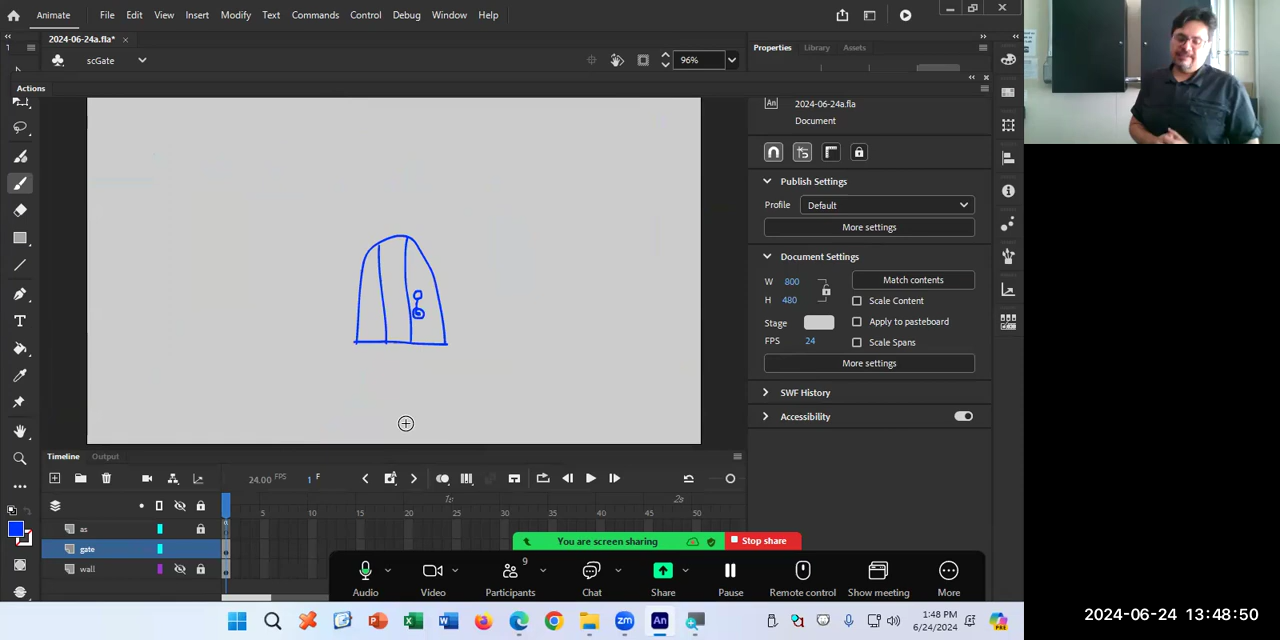 Animate File Edit View Insert Modify Text Commands Control Debug Window Help
2024-06-24a.fla* ×
scGate
96%
Actions
Properties Library Assets
An 2024-06-24a.fla
Document
Publish Settings
Profile Default
More settings
Document Settings
W 800
H 480
Match contents
Scale Content
Stage
Apply to pasteboard
FPS 24
Scale Spans
More settings
SWF History
Accessibility
Timeline Output
24.00 FPS 1 F
1s 2s
5 10 15 20 25 30 35 40 45 50
as
gate
wall
You are screen sharing Stop share
9
Audio Video Participants Chat Share Pause Remote control Show meeting More
1:48 PM
6/24/2024
2024-06-24 13:48:50